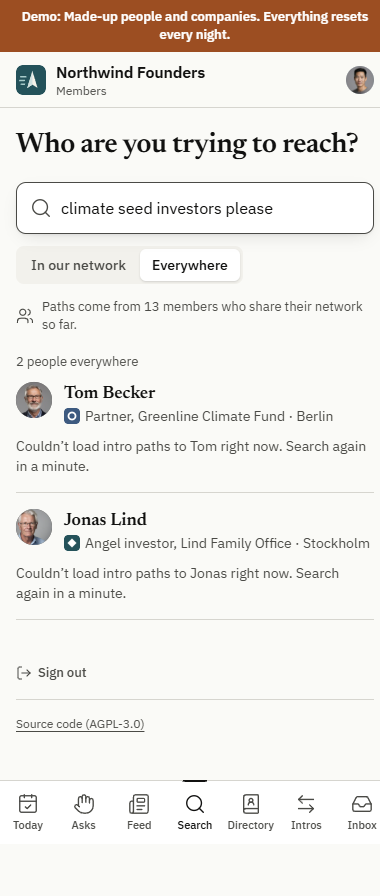 Demo: Made-up people and companies. Everything resets
every night.
Northwind Founders
Members
Who are you trying to reach?
climate seed investors please
In our network
Everywhere
Paths come from 13 members who share their network
so far.
2 people everywhere
Tom Becker
Partner, Greenline Climate Fund · Berlin
Couldn’t load intro paths to Tom right now. Search again
in a minute.
Jonas Lind
Angel investor, Lind Family Office · Stockholm
Couldn’t load intro paths to Jonas right now. Search
again in a minute.
Sign out
Source code (AGPL-3.0)
Today
Asks
Feed
Search
Directory
Intros
Inbox